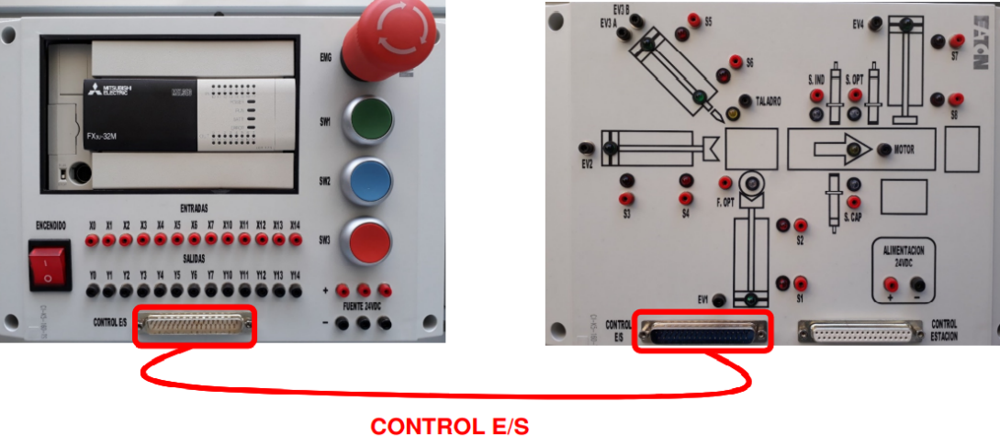 EMG
MITSUBISHI
ELECTRIC
MELSEC
FX3U-32M
SW1
SW2
SW3
ENTRADAS
ENCENDIDO
X0 X1 X2 X3 X4 X5 X6 X7 X10 X11 X12 X13 X14
SALIDAS
Y0 Y1 Y2 Y3 Y4 Y5 Y6 Y7 Y10 Y11 Y12 Y13 Y14
I
O
+
FUENTE 24VDC
−
CONTROL E/S
EV3 B
EV3 A
S5
S6
TALADRO
EV4
EATON
S7
S8
S. IND
S. OPT
MOTOR
EV2
S3
S4
F. OPT
S. CAP
S2
S1
EV1
ALIMENTACION
24VDC
+ −
CONTROL
E/S
CONTROL
ESTACION
CONTROL E/S